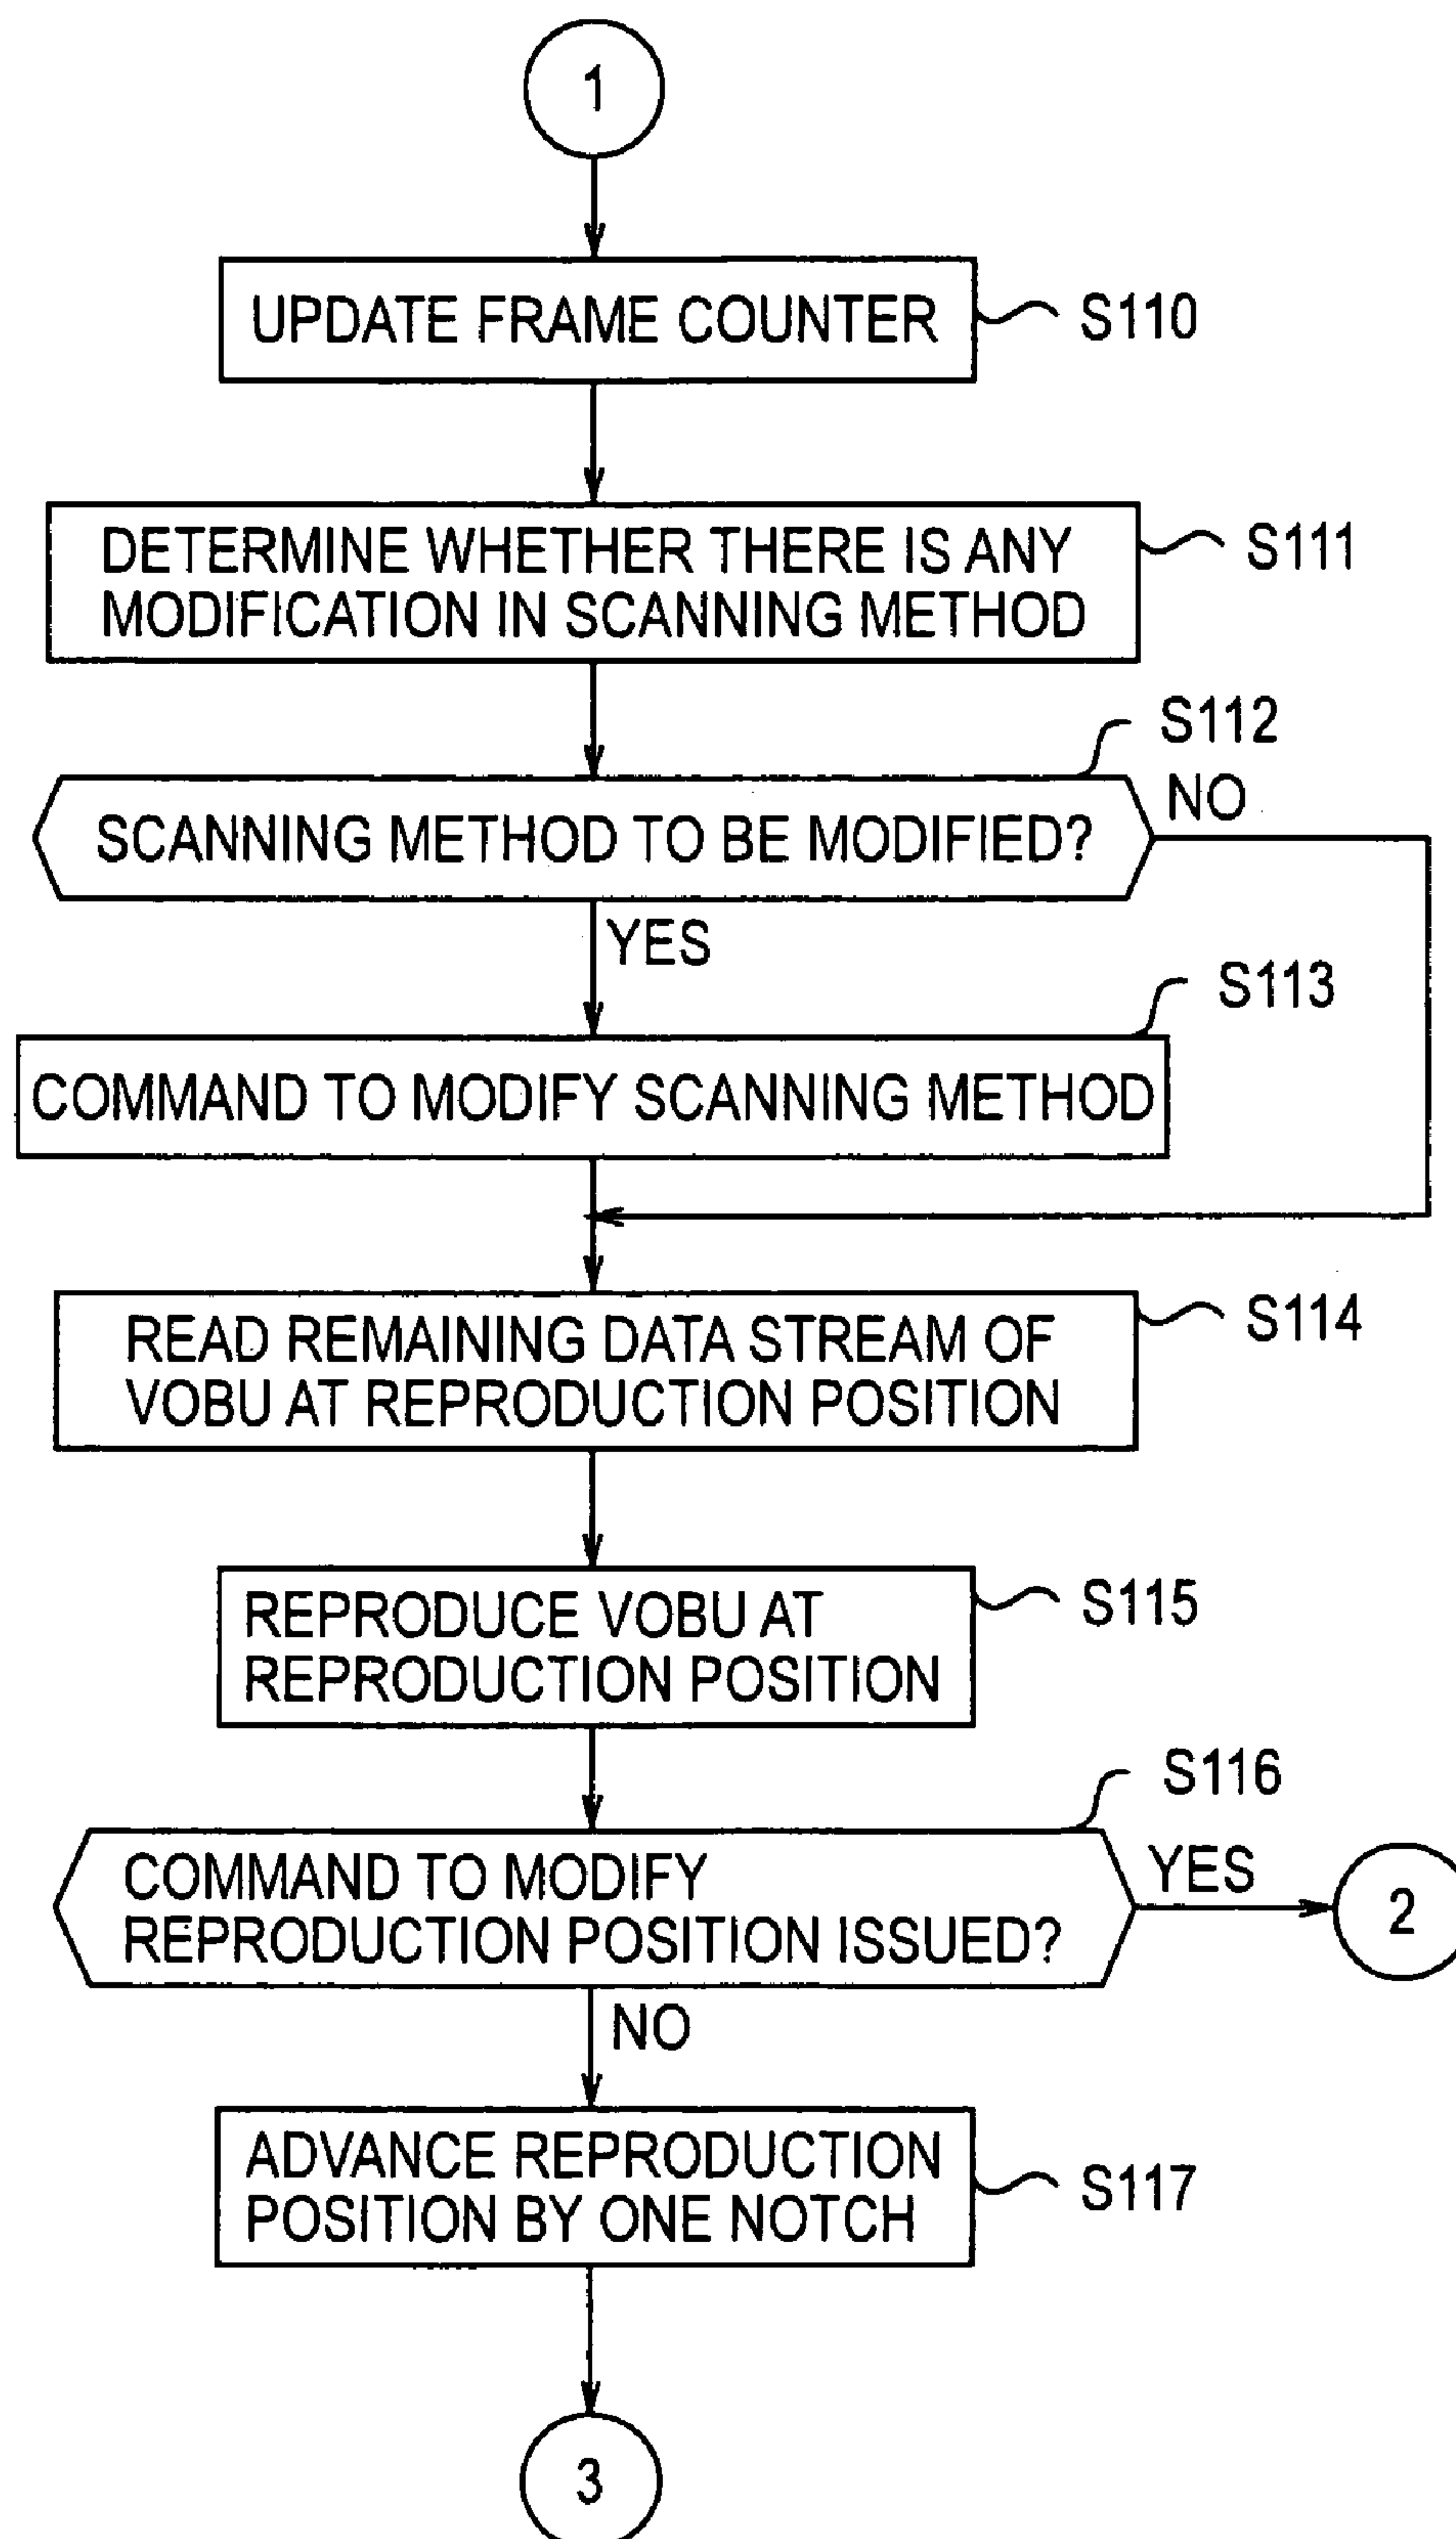 1
UPDATE FRAME COUNTER
S110
DETERMINE WHETHER THERE IS ANY
MODIFICATION IN SCANNING METHOD
S111
S112
SCANNING METHOD TO BE MODIFIED?
NO
YES
S113
COMMAND TO MODIFY SCANNING METHOD
READ REMAINING DATA STREAM OF
VOBU AT REPRODUCTION POSITION
S114
REPRODUCE VOBU AT
REPRODUCTION POSITION
S115
S116
COMMAND TO MODIFY
REPRODUCTION POSITION ISSUED?
YES
2
NO
ADVANCE REPRODUCTION
POSITION BY ONE NOTCH
S117
3